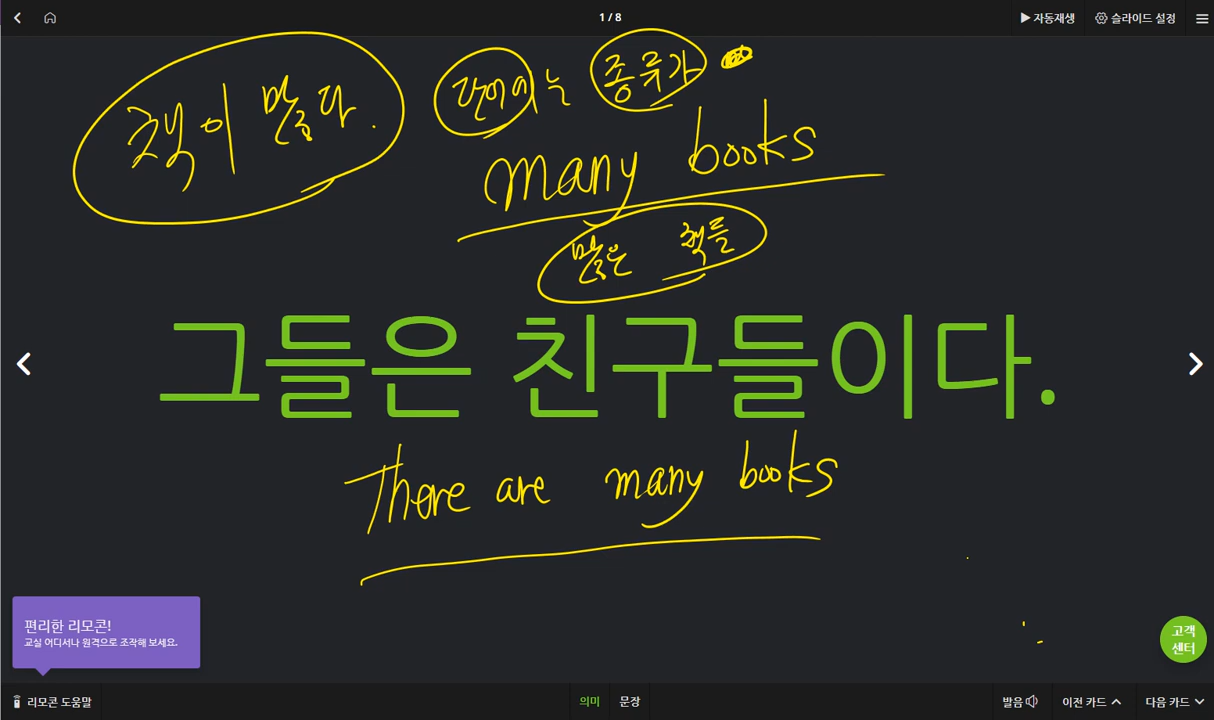 1 / 8
자동재생
슬라이드 설정
책이 많다.
단어에는 종류가
many books
많은 책들
그들은 친구들이다.
There are many books
편리한 리모콘!
교실 어디서나 원격으로 조작해 보세요.
고객
센터
리모콘 도움말
의미
문장
발음
이전 카드
다음 카드